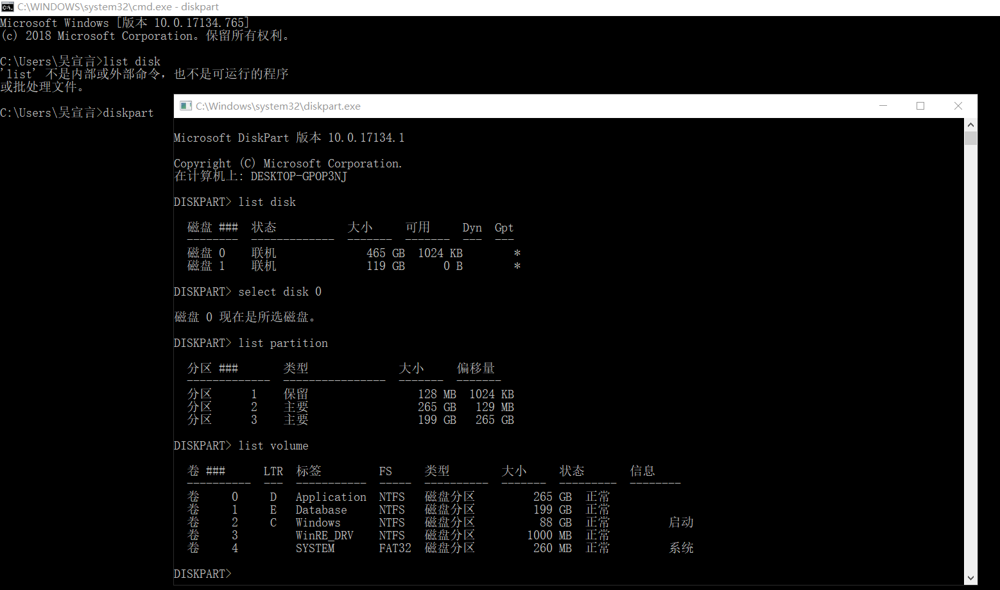 C:\WINDOWS\system32\cmd.exe - diskpart
Microsoft Windows [版本 10.0.17134.765]
(c) 2018 Microsoft Corporation。保留所有权利。
C:\Users\吴宣言>list disk
'list' 不是内部或外部命令，也不是可运行的程序
或批处理文件。
C:\Users\吴宣言>diskpart
C:\Windows\system32\diskpart.exe
Microsoft DiskPart 版本 10.0.17134.1
Copyright (C) Microsoft Corporation.
在计算机上: DESKTOP-GPOP3NJ
DISKPART> list disk
磁盘 ###  状态  大小  可用  Dyn  Gpt
--------  -------------  -------  -------  ---  ---
磁盘 0  联机  465 GB  1024 KB  *
磁盘 1  联机  119 GB  0 B  *
DISKPART> select disk 0
磁盘 0 现在是所选磁盘。
DISKPART> list partition
分区 ###  类型  大小  偏移量
-------------  ----------------  -------  -------
分区 1  保留  128 MB  1024 KB
分区 2  主要  265 GB  129 MB
分区 3  主要  199 GB  265 GB
DISKPART> list volume
卷 ###  LTR  标签  FS  类型  大小  状态  信息
----------  ---  -----------  -----  ----------  -------  ---------  --------
卷 0  D  Application  NTFS  磁盘分区  265 GB  正常
卷 1  E  Database  NTFS  磁盘分区  199 GB  正常
卷 2  C  Windows  NTFS  磁盘分区  88 GB  正常  启动
卷 3  WinRE_DRV  NTFS  磁盘分区  1000 MB  正常
卷 4  SYSTEM  FAT32  磁盘分区  260 MB  正常  系统
DISKPART>